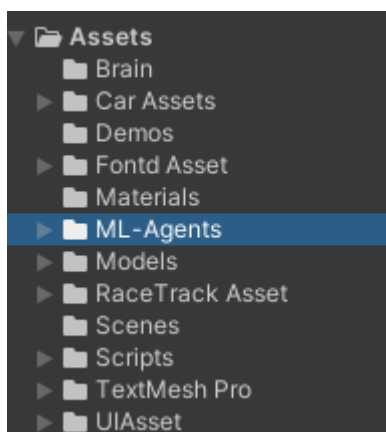 Assets
Brain
Car Assets
Demos
Fontd Asset
Materials
ML-Agents
Models
RaceTrack Asset
Scenes
Scripts
TextMesh Pro
UIAsset